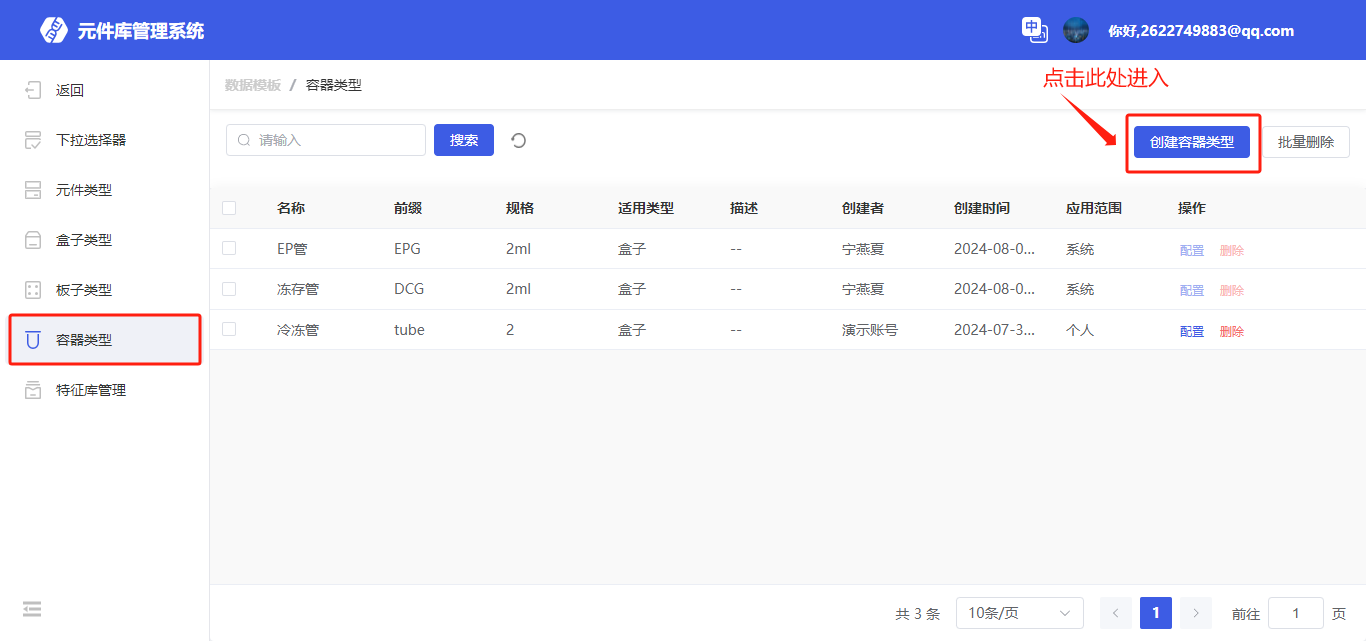 元件库管理系统
中
你好,2622749883@qq.com
返回
下拉选择器
元件类型
盒子类型
板子类型
容器类型
特征库管理
数据模板 / 容器类型
点击此处进入
请输入 搜索 创建容器类型 批量删除
名称 前缀 规格 适用类型 描述 创建者 创建时间 应用范围 操作
EP管 EPG 2ml 盒子 -- 宁燕夏 2024-08-0... 系统 配置 删除
冻存管 DCG 2ml 盒子 -- 宁燕夏 2024-08-0... 系统 配置 删除
冷冻管 tube 2 盒子 -- 演示账号 2024-07-3... 个人 配置 删除
共 3 条 10条/页 1 前往 1 页